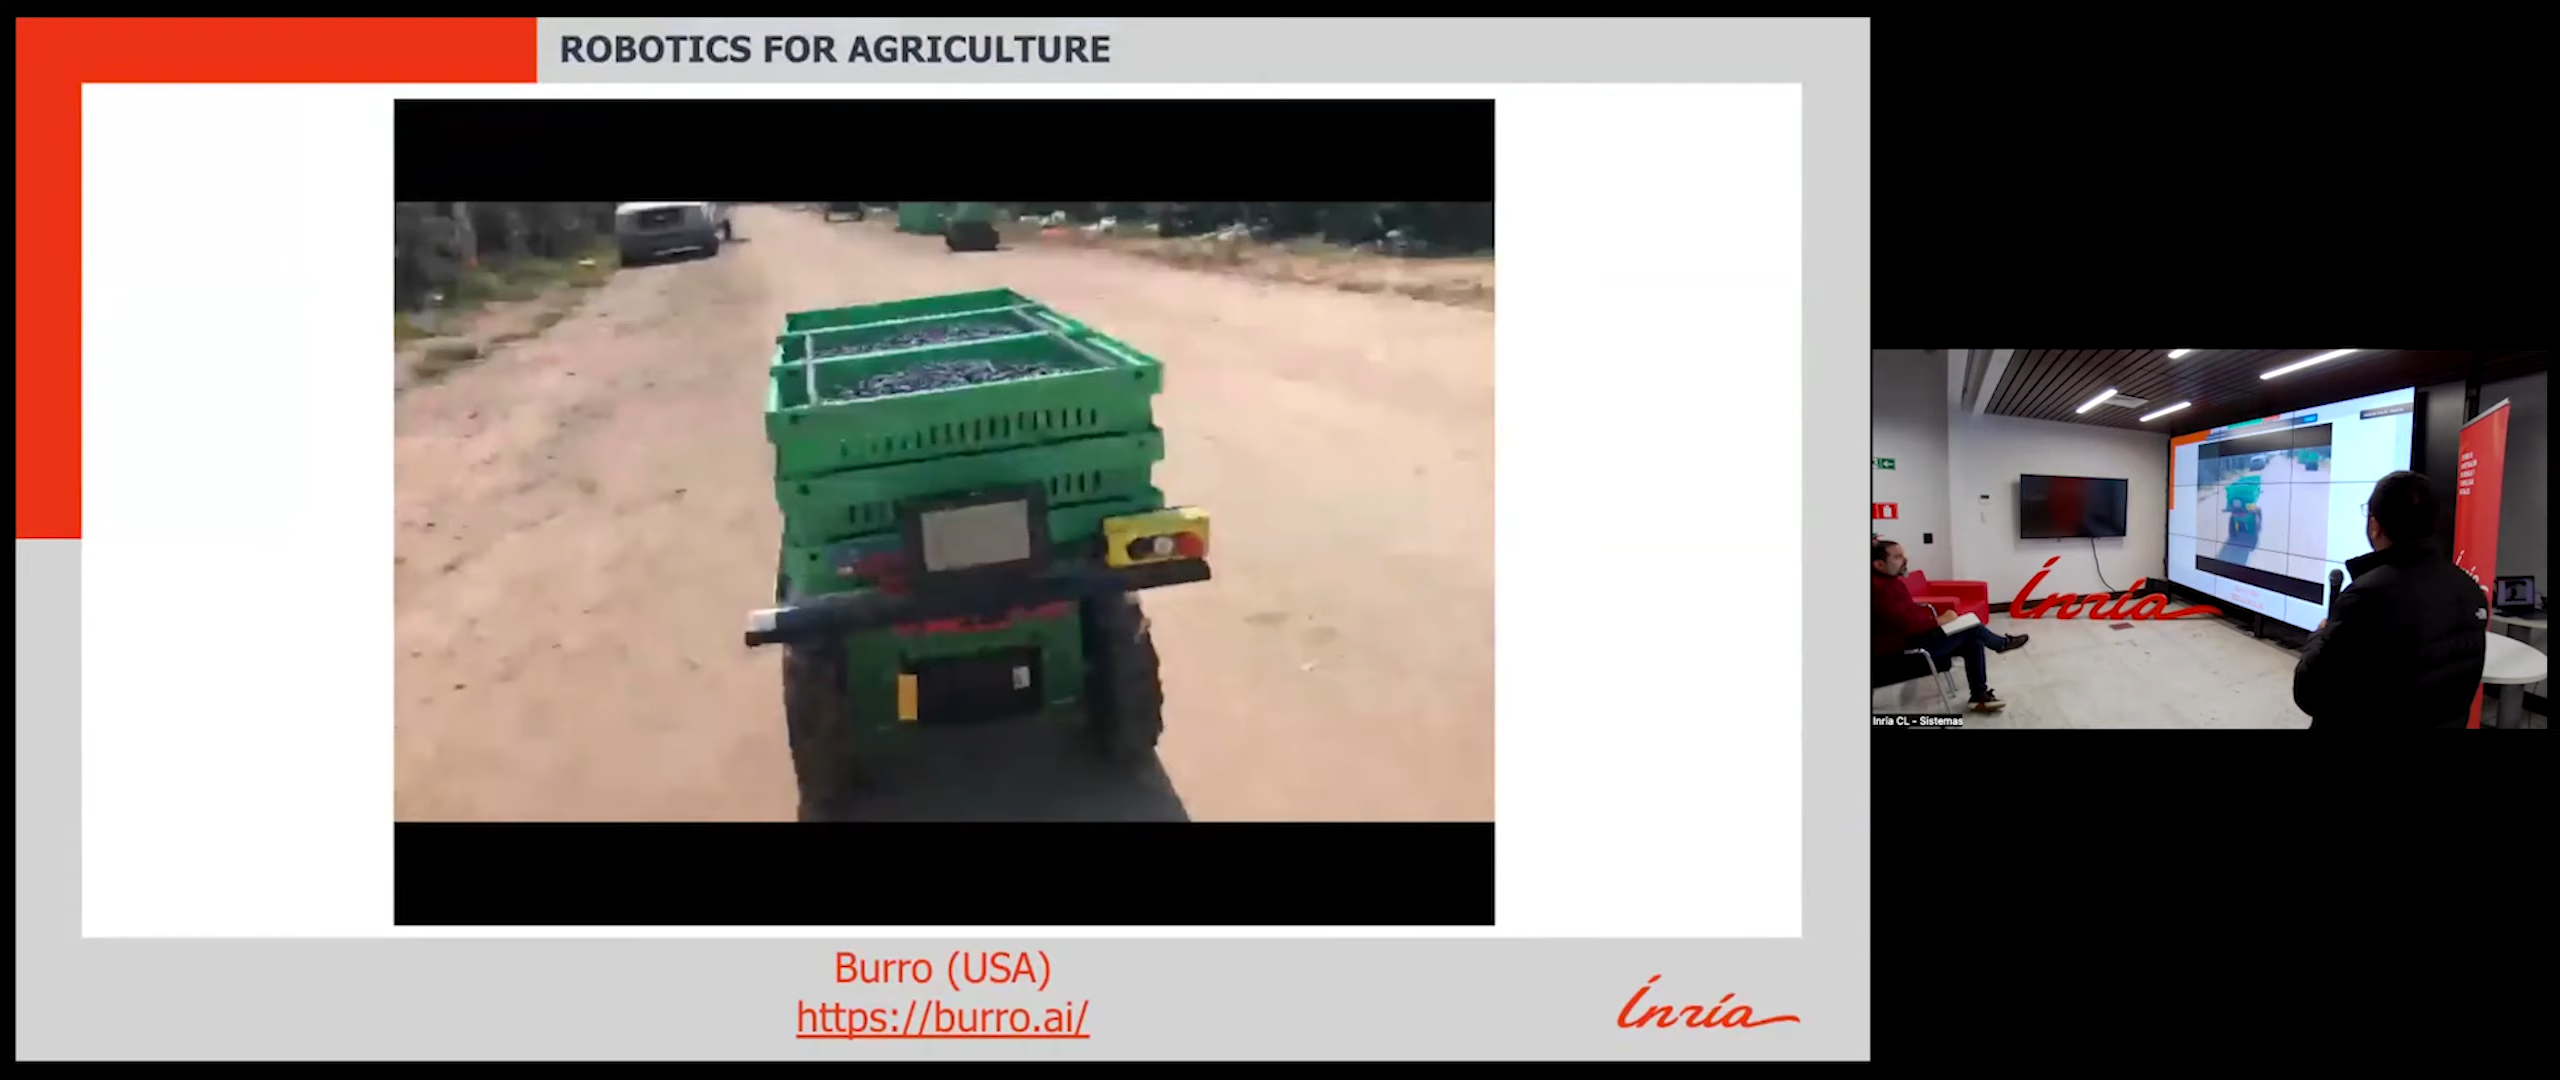 ROBOTICS FOR AGRICULTURE
Burro (USA)
https://burro.ai/
Inria
Inria
Inria CL - Sistemas